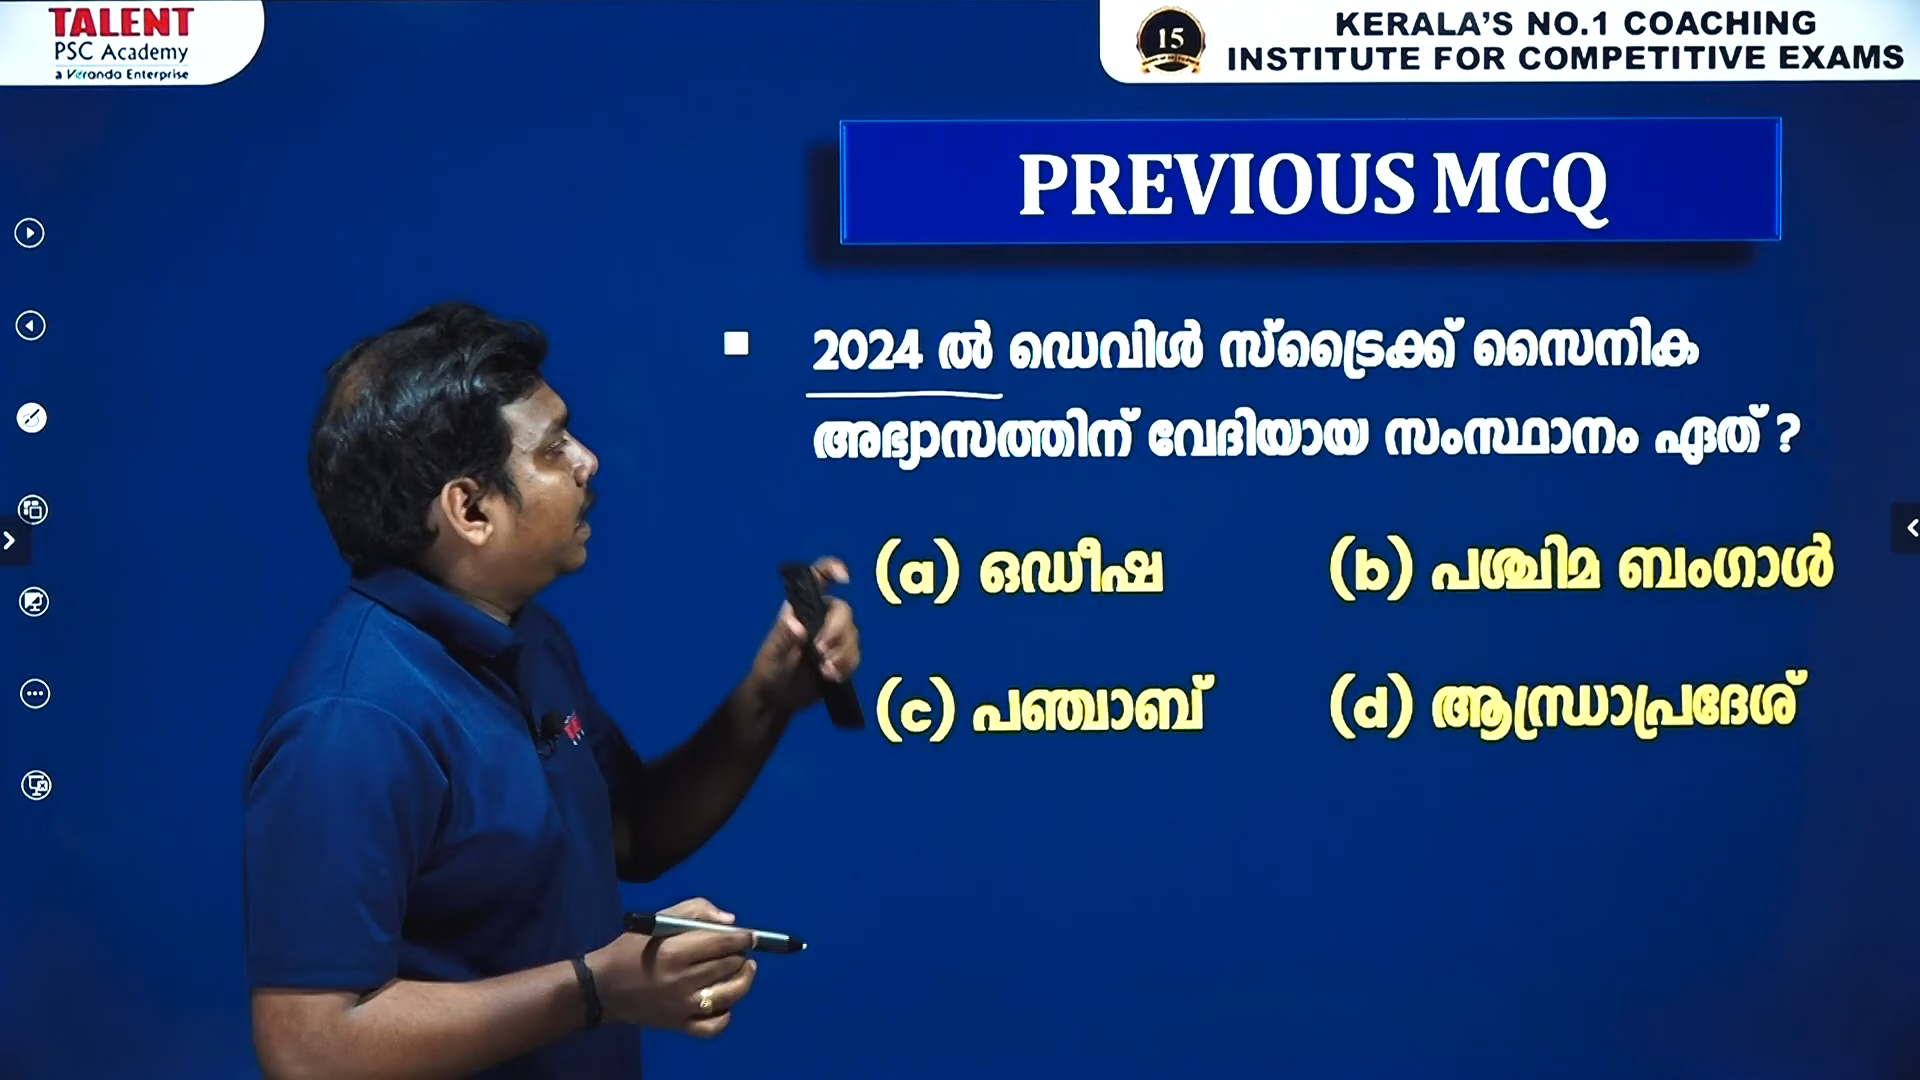 TALENT
PSC Academy
a Veranda Enterprise
15
KERALA'S NO.1 COACHING
INSTITUTE FOR COMPETITIVE EXAMS
PREVIOUS MCQ
2024 ൽ ഡെവിൾ സ്ട്രൈക്ക് സൈനിക
അഭ്യാസത്തിന് വേദിയായ സംസ്ഥാനം ഏത് ?
(a) ഒഡീഷ
(b) പശ്ചിമ ബംഗാൾ
(c) പഞ്ചാബ്
(d) ആന്ധ്രാപ്രദേശ്